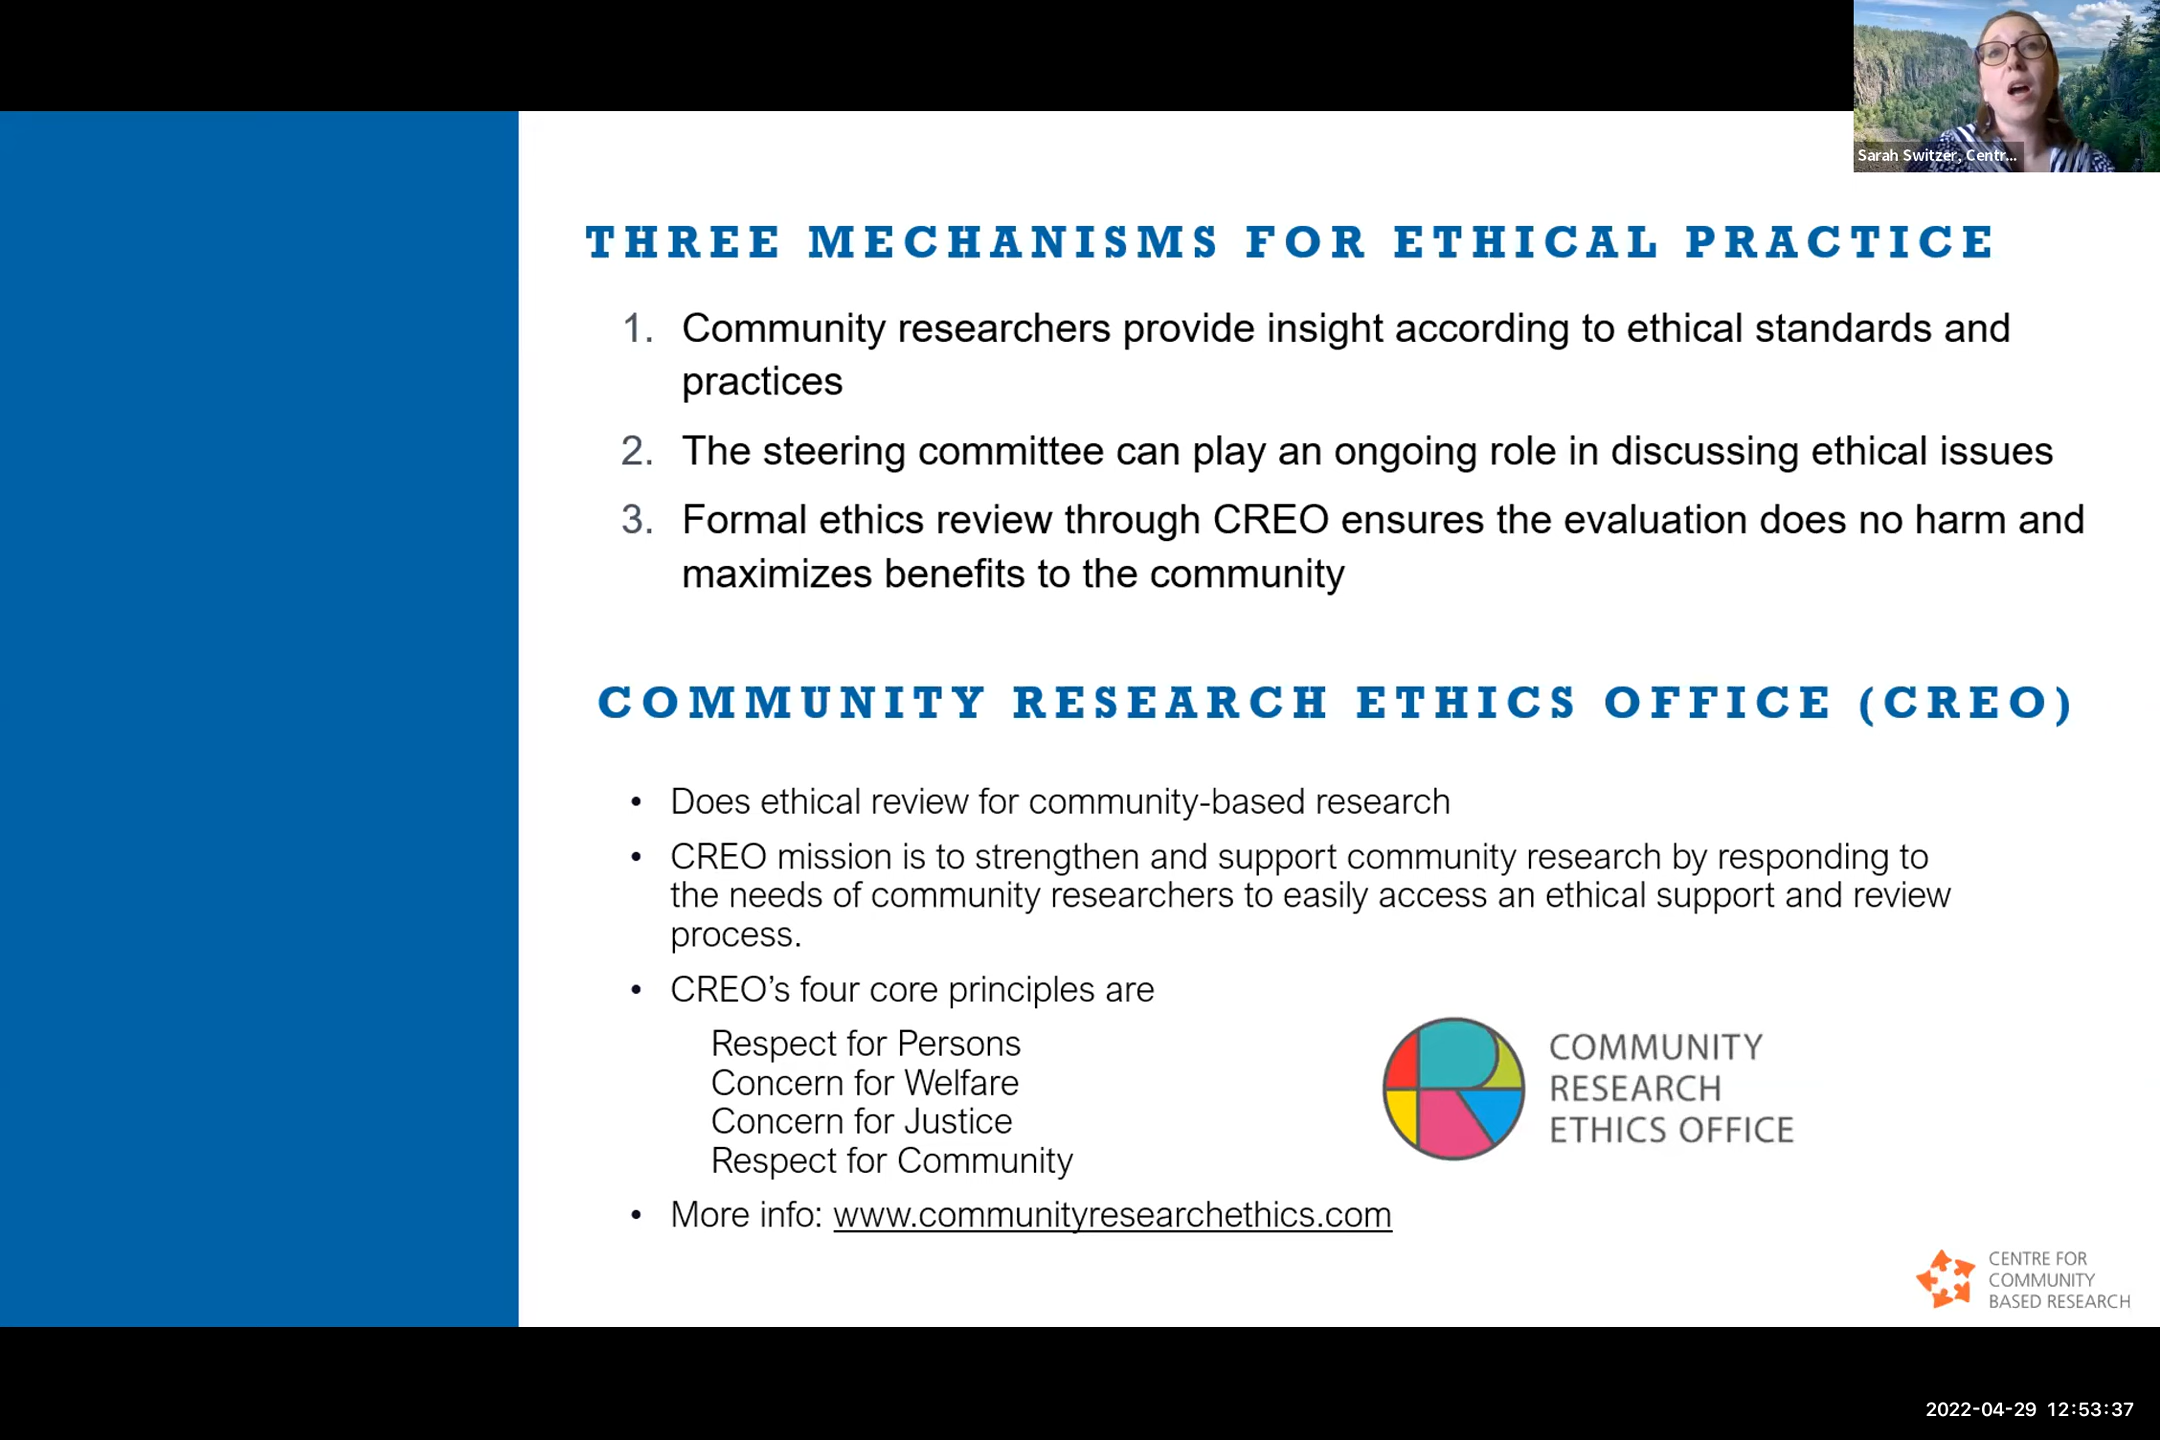 Sarah Switzer, Centr...
THREE MECHANISMS FOR ETHICAL PRACTICE
1. Community researchers provide insight according to ethical standards and
practices
2. The steering committee can play an ongoing role in discussing ethical issues
3. Formal ethics review through CREO ensures the evaluation does no harm and
maximizes benefits to the community
COMMUNITY RESEARCH ETHICS OFFICE (CREO)
• Does ethical review for community-based research
• CREO mission is to strengthen and support community research by responding to
the needs of community researchers to easily access an ethical support and review
process.
• CREO’s four core principles are
Respect for Persons
Concern for Welfare
Concern for Justice
Respect for Community
COMMUNITY
RESEARCH
ETHICS OFFICE
• More info: www.communityresearchethics.com
CENTRE FOR
COMMUNITY
BASED RESEARCH
2022-04-29 12:53:37